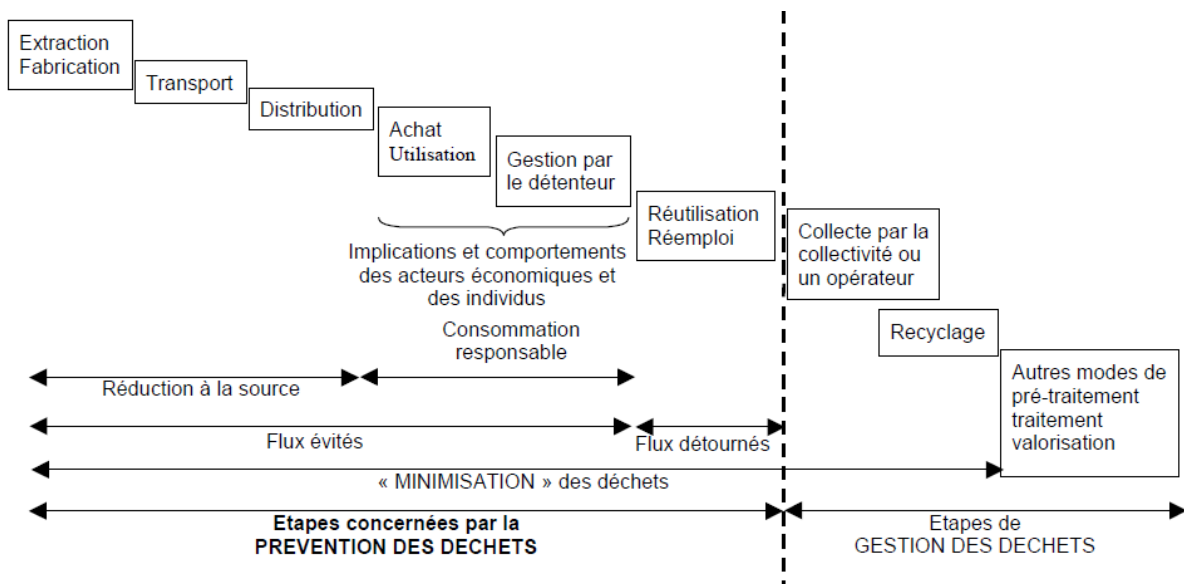 Extraction
Fabrication
Transport
Distribution
Achat
Utilisation
Gestion par
le détenteur
Réutilisation
Réemploi
Collecte par la
collectivité ou
un opérateur
Implications et comportements
des acteurs économiques et
des individus
Consommation
responsable
Recyclage
Autres modes de
pré-traitement
traitement
valorisation
Réduction à la source
Flux évités
Flux détournés
« MINIMISATION » des déchets
Etapes concernées par la
PREVENTION DES DECHETS
Etapes de
GESTION DES DECHETS